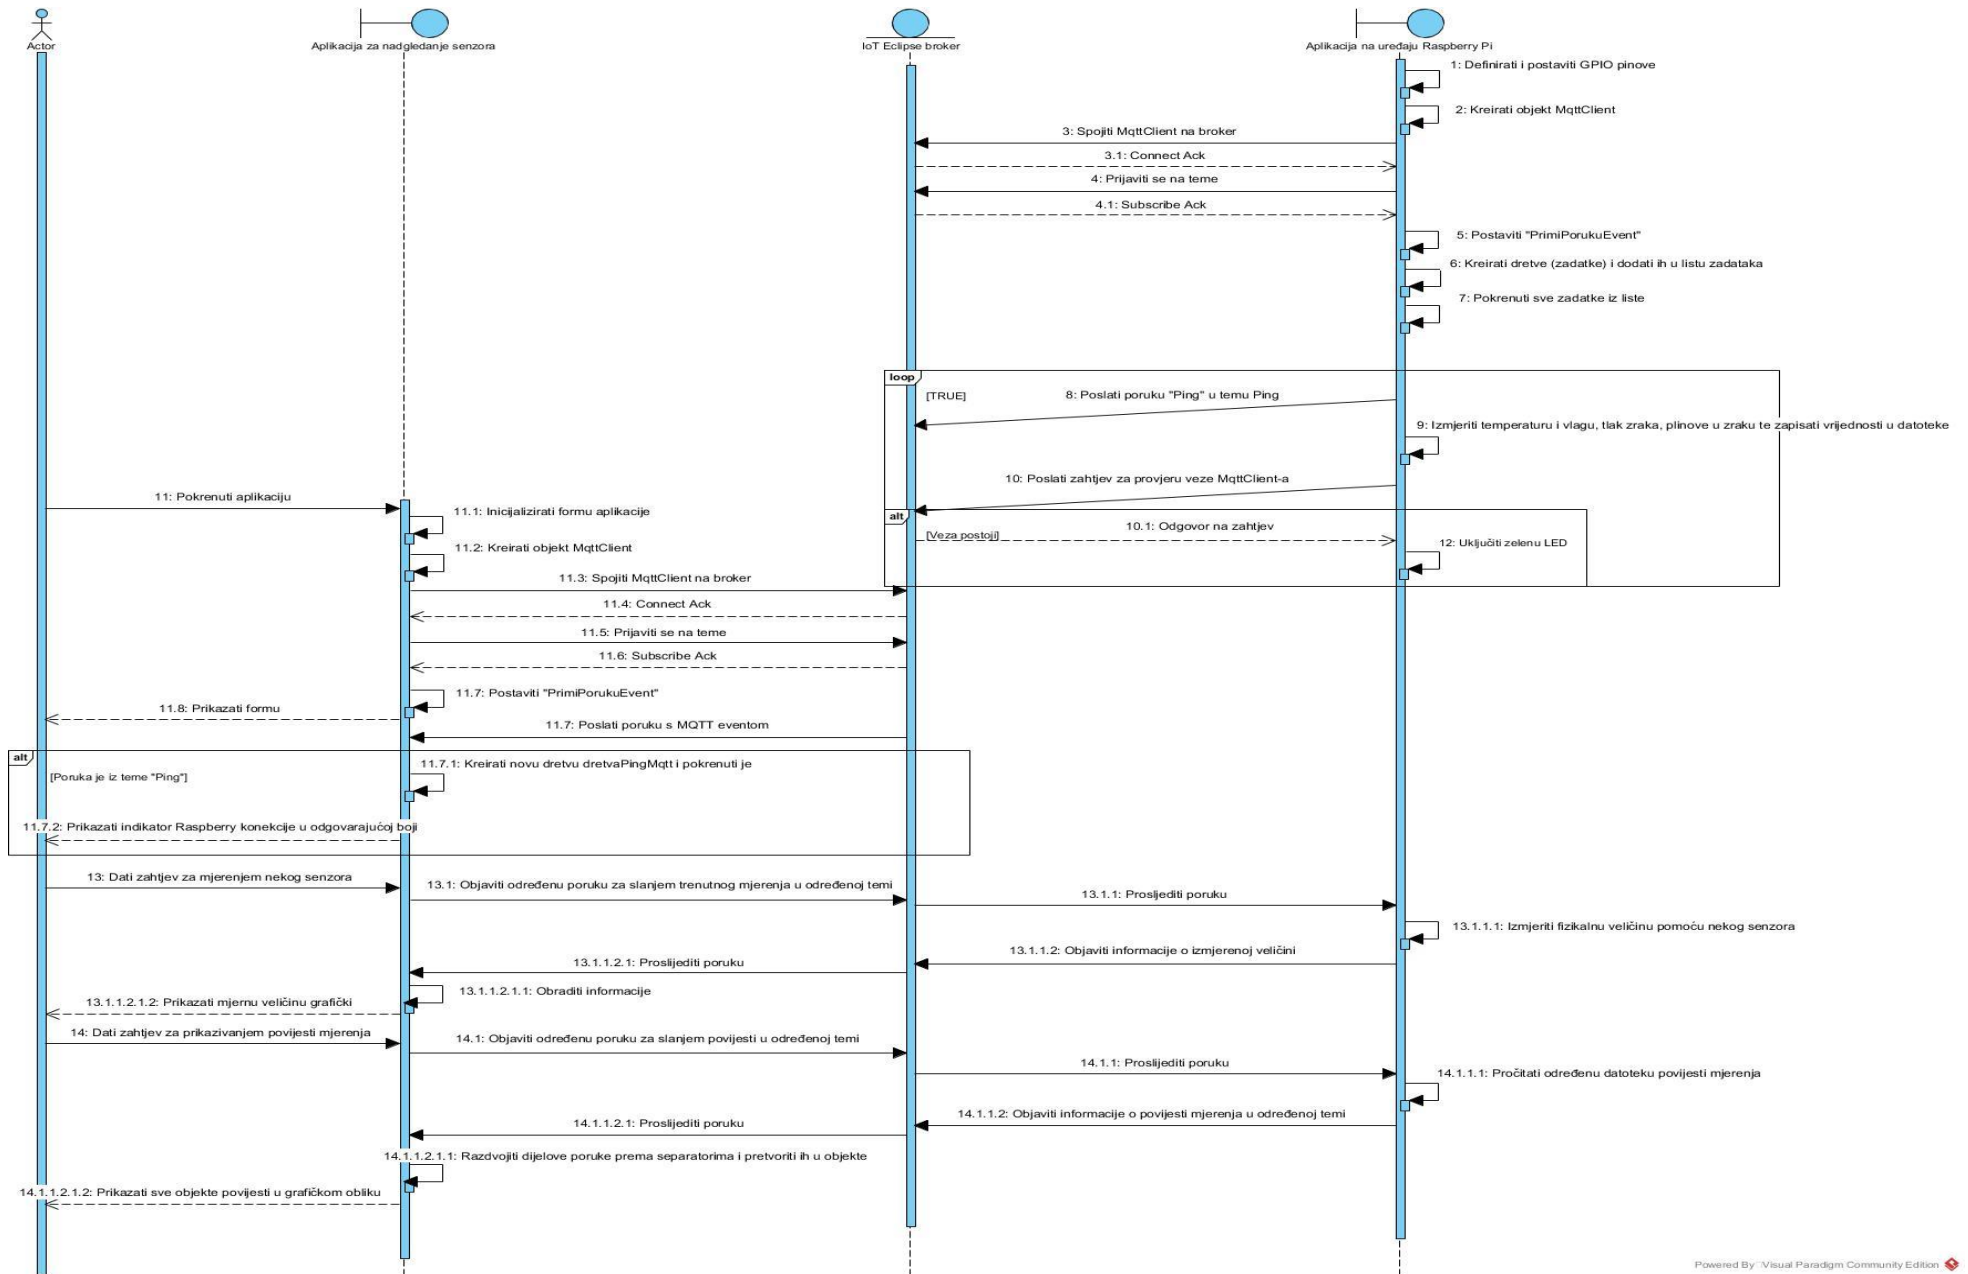 Actor
Aplikacija za nadgledanje senzora
IoT Eclipse broker
Aplikacija na uređaju Raspberry Pi
1: Definirati i postaviti GPIO pinove
2: Kreirati objekt MqttClient
3: Spojiti MqttClient na broker
3.1: Connect Ack
4: Prijaviti se na teme
4.1: Subscribe Ack
5: Postaviti "PrimiPorukuEvent"
6: Kreirati dretve (zadatke) i dodati ih u listu zadataka
7: Pokrenuti sve zadatke iz liste
loop
[TRUE]
8: Poslati poruku "Ping" u temu Ping
9: Izmjeriti temperaturu i vlagu, tlak zraka, plinove u zraku te zapisati vrijednosti u datoteke
10: Poslati zahtjev za provjeru veze MqttClient-a
11: Pokrenuti aplikaciju
11.1: Inicijalizirati formu aplikacije
alt
[Veza postoji]
10.1: Odgovor na zahtjev
12: Uključiti zelenu LED
11.2: Kreirati objekt MqttClient
11.3: Spojiti MqttClient na broker
11.4: Connect Ack
11.5: Prijaviti se na teme
11.6: Subscribe Ack
11.7: Postaviti "PrimiPorukuEvent"
11.8: Prikazati formu
11.7: Poslati poruku s MQTT eventom
alt
[Poruka je iz teme "Ping"]
11.7.1: Kreirati novu dretvu dretvaPingMqtt i pokrenuti je
11.7.2: Prikazati indikator Raspberry konekcije u odgovarajućoj boji
13: Dati zahtjev za mjerenjem nekog senzora
13.1: Objaviti određenu poruku za slanjem trenutnog mjerenja u određenoj temi
13.1.1: Proslijediti poruku
13.1.1.1: Izmjeriti fizikalnu veličinu pomoću nekog senzora
13.1.1.2: Objaviti informacije o izmjerenoj veličini
13.1.1.2.1: Proslijediti poruku
13.1.1.2.1.1: Obraditi informacije
13.1.1.2.1.2: Prikazati mjernu veličinu grafički
14: Dati zahtjev za prikazivanjem povijesti mjerenja
14.1: Objaviti određenu poruku za slanjem povijesti u određenoj temi
14.1.1: Proslijediti poruku
14.1.1.1: Pročitati određenu datoteku povijesti mjerenja
14.1.1.2: Objaviti informacije o povijesti mjerenja u određenoj temi
14.1.1.2.1: Proslijediti poruku
14.1.1.2.1.1: Razdvojiti dijelove poruke prema separatorima i pretvoriti ih u objekte
14.1.1.2.1.2: Prikazati sve objekte povijesti u grafičkom obliku
Powered By Visual Paradigm Community Edition